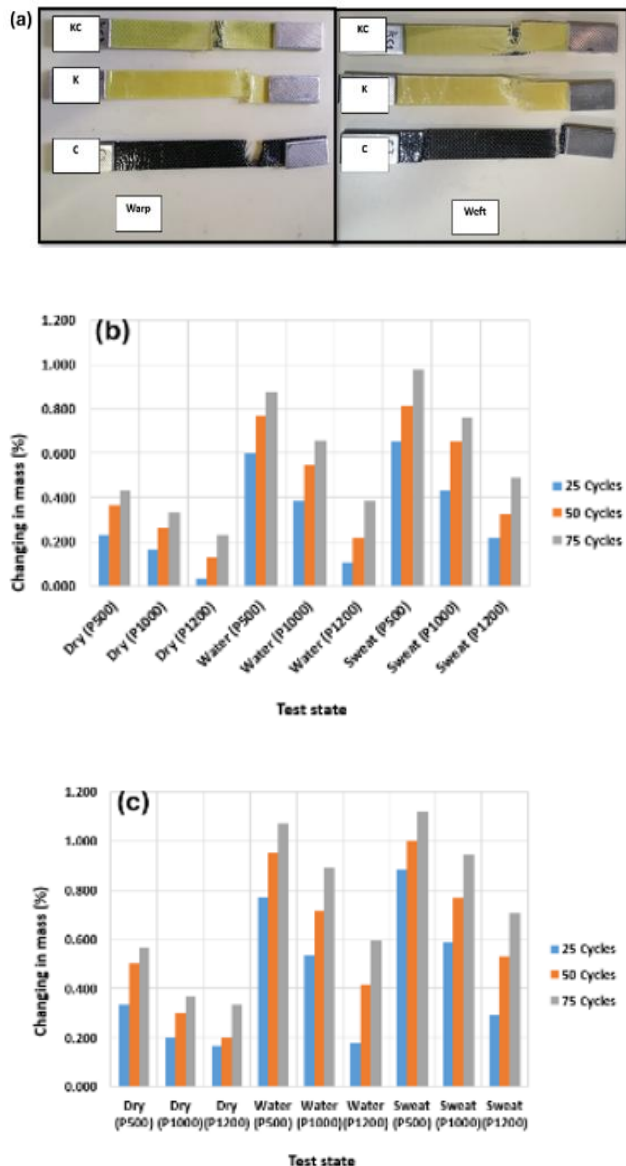 (a)
KC
K
C
Warp
KC
K
C
Weft
(b)
Changing in mass (%)
1.200
1.000
0.800
0.600
0.400
0.200
0.000
Dry (P500)
Dry (P1000)
Dry (P1200)
Water (P500)
Water (P1000)
Water (P1200)
Sweat (P500)
Sweat (P1000)
Sweat (P1200)
Test state
25 Cycles
50 Cycles
75 Cycles
(c)
Changing in mass (%)
1.200
1.000
0.800
0.600
0.400
0.200
0.000
Dry Dry Dry Water Water Water Sweat Sweat Sweat
(P500) (P1000) (P1200) (P500) (P1000) (P1200) (P500) (P1000) (P1200)
Test state
25 Cycles
50 Cycles
75 Cycles